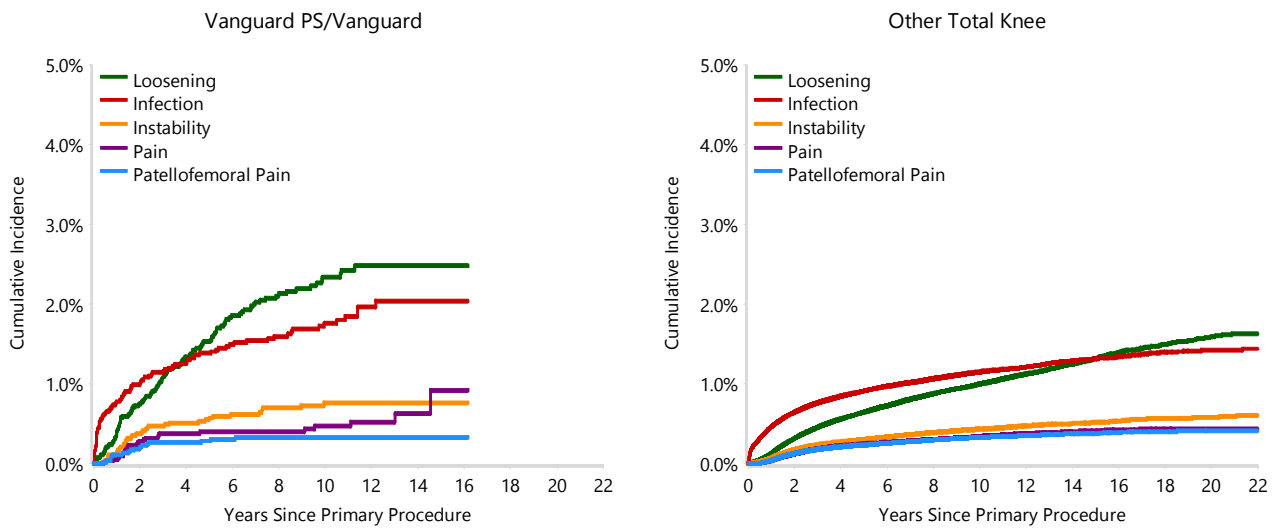 Vanguard PS/Vanguard
Cumulative Incidence
5.0%
4.0%
3.0%
2.0%
1.0%
0.0%
Loosening
Infection
Instability
Pain
Patellofemoral Pain
0 2 4 6 8 10 12 14 16 18 20 22
Years Since Primary Procedure
Other Total Knee
Cumulative Incidence
5.0%
4.0%
3.0%
2.0%
1.0%
0.0%
Loosening
Infection
Instability
Pain
Patellofemoral Pain
0 2 4 6 8 10 12 14 16 18 20 22
Years Since Primary Procedure